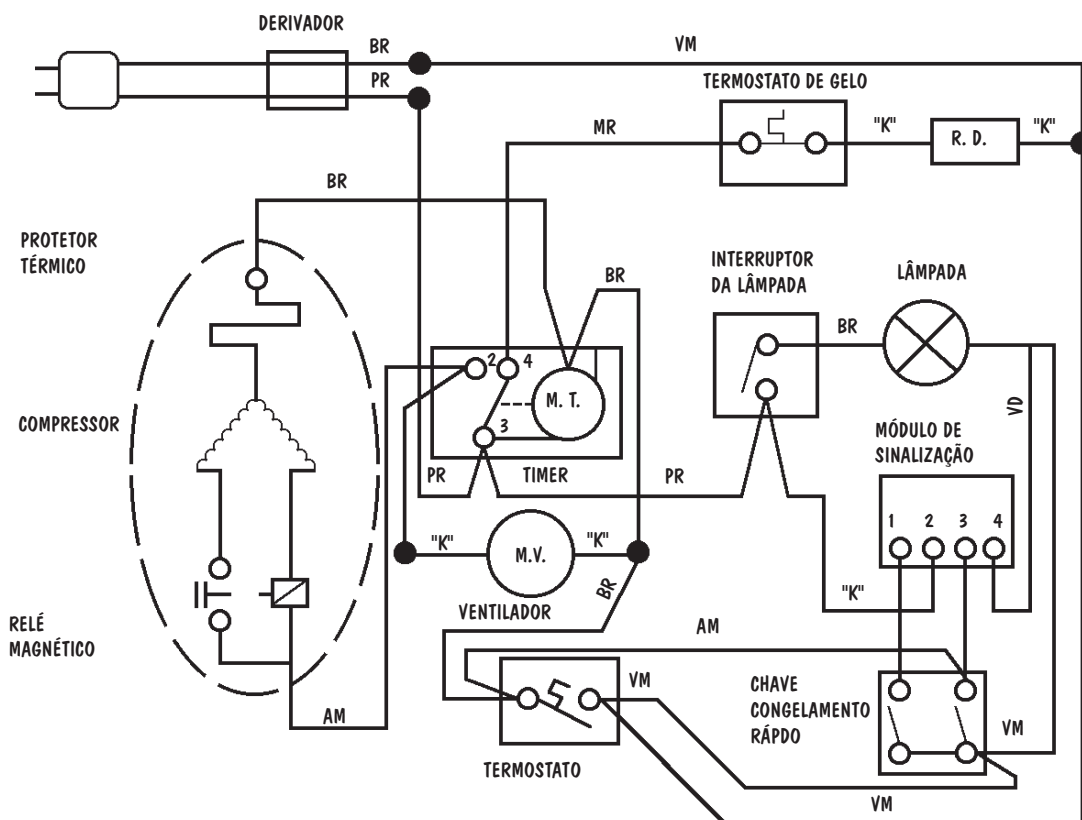 DERIVADOR
BR
VM
PR
TERMOSTATO DE GELO
MR
"K"
R. D.
"K"
BR
PROTETOR
TÉRMICO
BR
INTERRUPTOR
DA LÂMPADA
LÂMPADA
BR
2
4
M. T.
3
COMPRESSOR
VD
MÓDULO DE
SINALIZAÇÃO
PR
TIMER
PR
1
2
3
4
"K"
M.V.
"K"
BR
"K"
VENTILADOR
RELÉ
MAGNÉTICO
AM
VM
CHAVE
CONGELAMENTO
RÁPDO
VM
AM
TERMOSTATO
VM